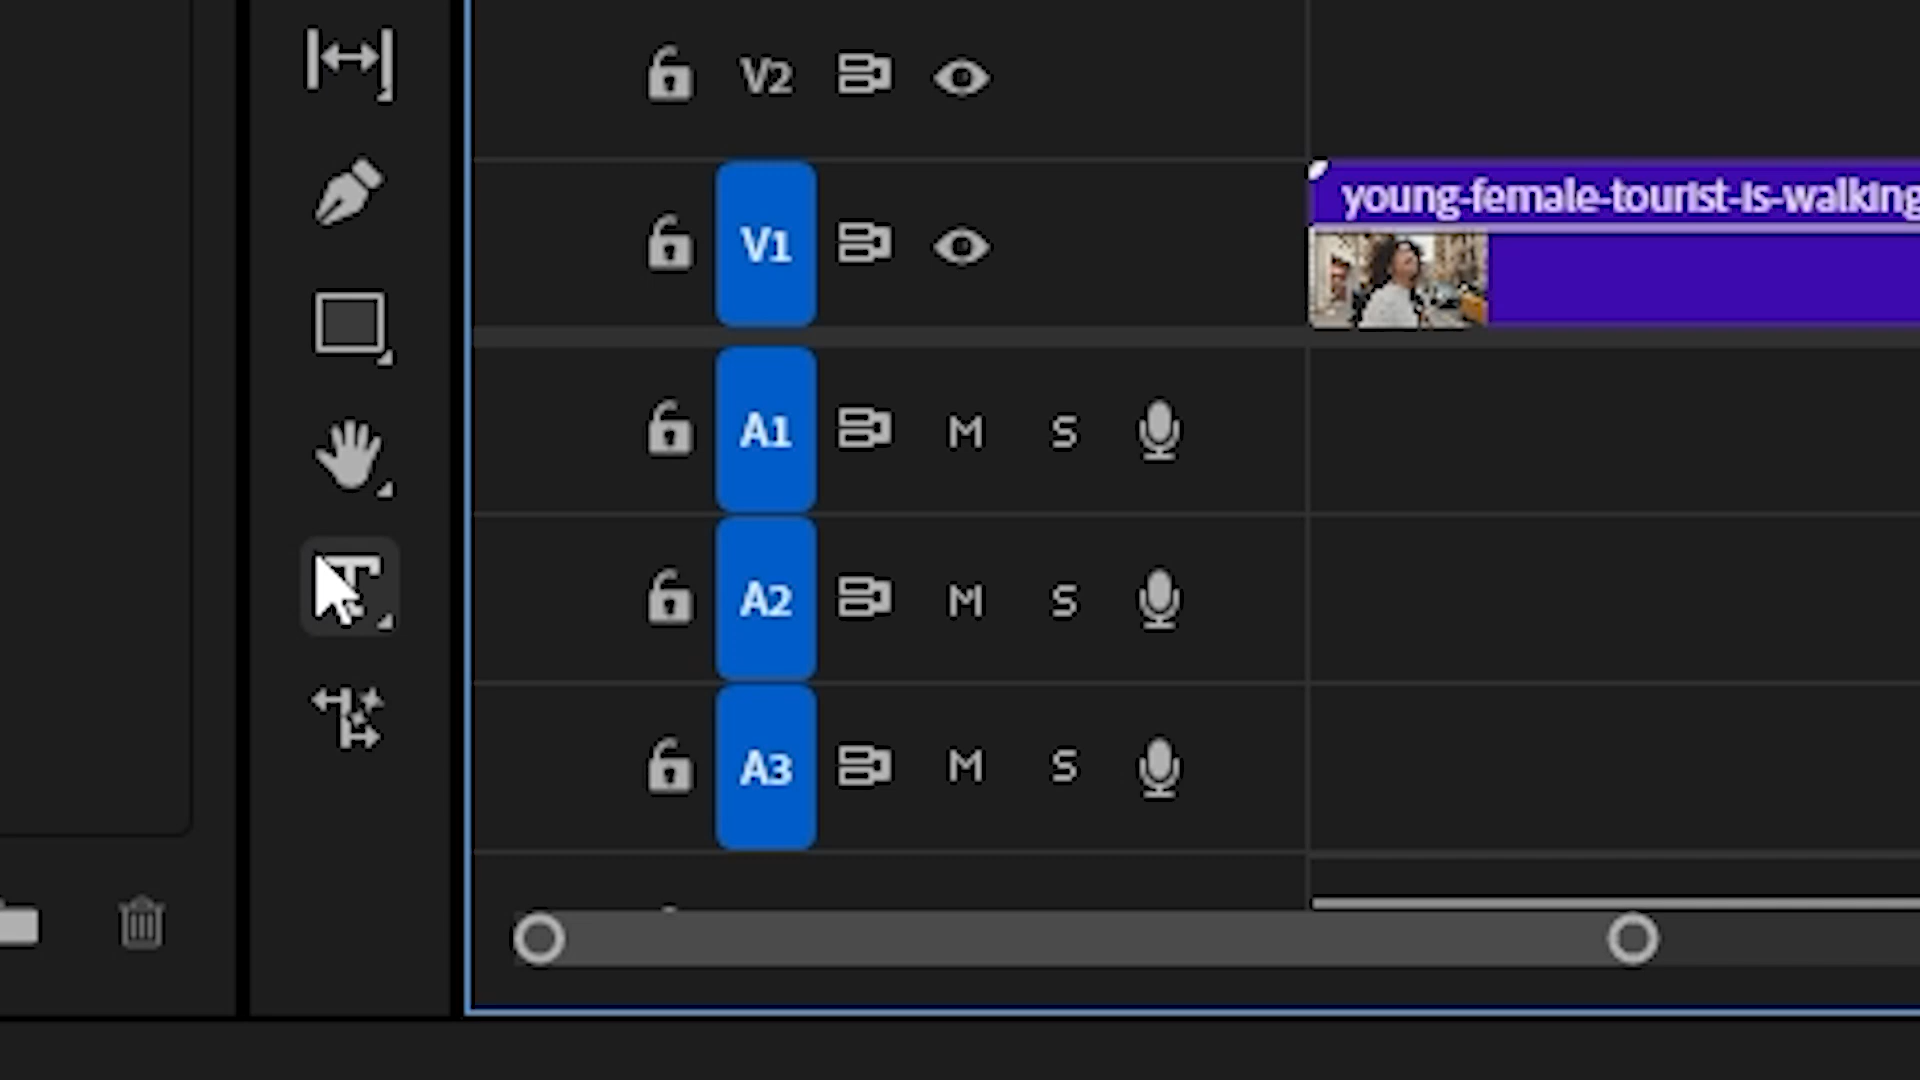 V2
V1
young-female-tourist-is-walking
A1 M S
A2 M S
A3 M S